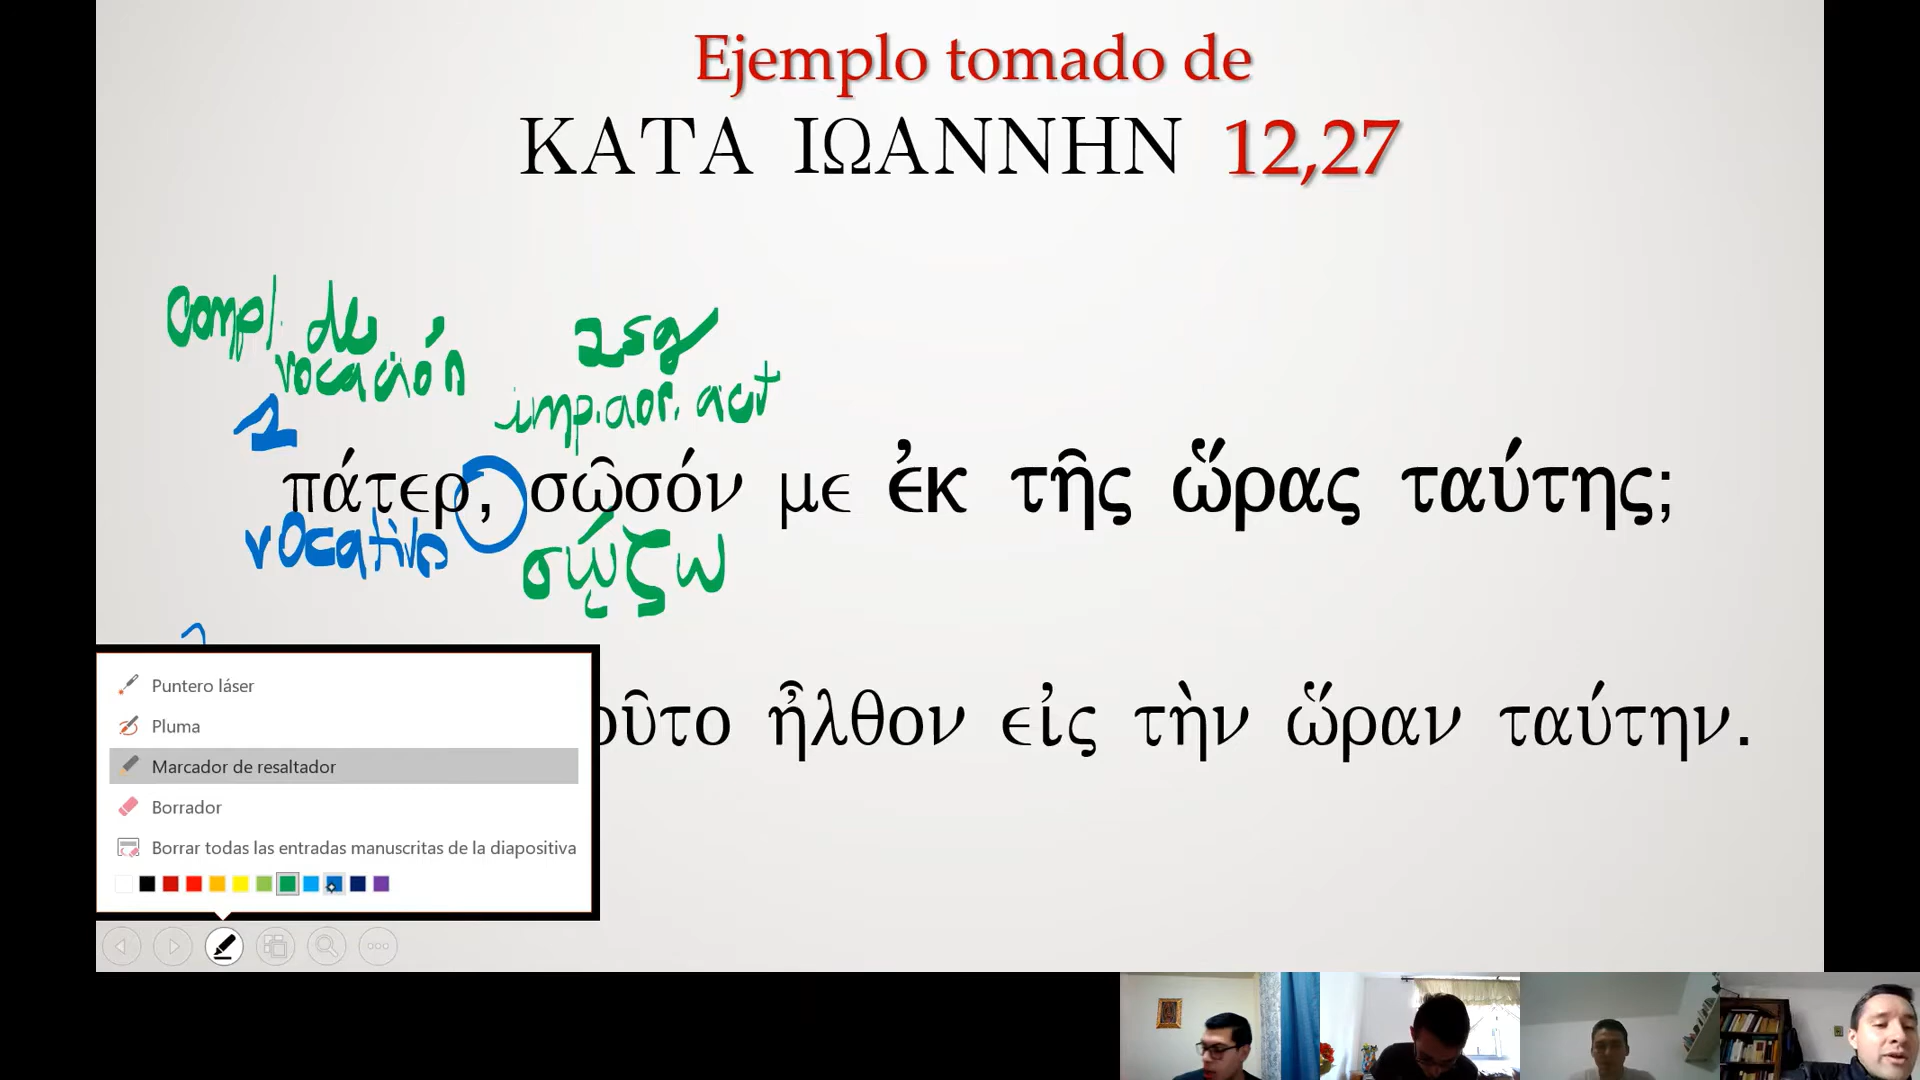 Ejemplo tomado de
ΚΑΤΑ ΙΩΑΝΝΗΝ 12,27
compl. de
vocación
2sg
imp. aor. act
1
πάτερ, σῶσόν με ἐκ τῆς ὥρας ταύτης;
vocativo
σῴζω
οῦτο ἦλθον εἰς τὴν ὥραν ταύτην.
Puntero láser
Pluma
Marcador de resaltador
Borrador
Borrar todas las entradas manuscritas de la diapositiva